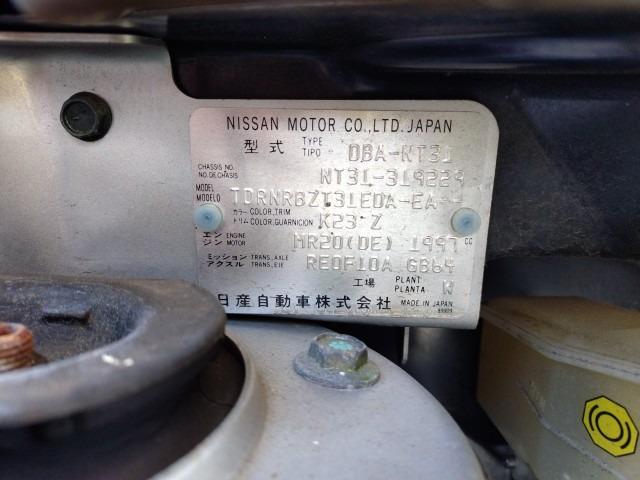 NISSAN MOTOR CO.,LTD. JAPAN
型式 TYPE TIPO DBA-NT31
CHASSIS NO. NO. DE CHASIS NT31-319229
MODEL MODELO TDRNRBZT31EDA-EA--
カラー COLOR,TRIM トリム COLOR,GUARNICION K23 Z
エンジン ENGINE MOTOR MR20(DE) 1997 cc
ミッション TRANS,AXLE アクスル TRANS,EJE RE0F10A GB64
工場 PLANT PLANTA W
日産自動車株式会社 MADE IN JAPAN